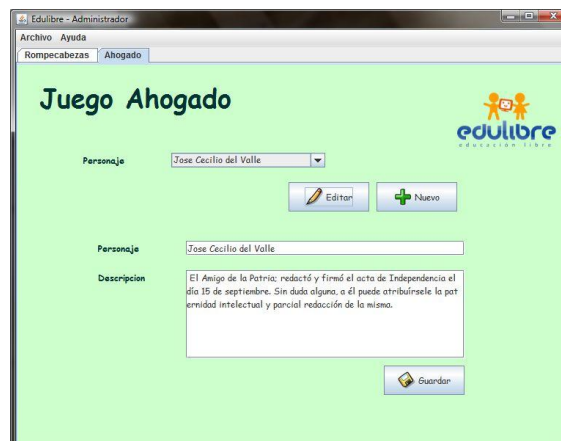 Edulibre - Administrador
Archivo Ayuda
Rompecabezas Ahogado
Juego Ahogado
edulibre
educación libre
Personaje Jose Cecilio del Valle
Editar Nuevo
Personaje Jose Cecilio del Valle
Descripcion El Amigo de la Patria; redactó y firmó el acta de Independencia el
día 15 de septiembre. Sin duda alguna, a él puede atribuírsele la pat
ernidad intelectual y parcial redacción de la misma.
Guardar